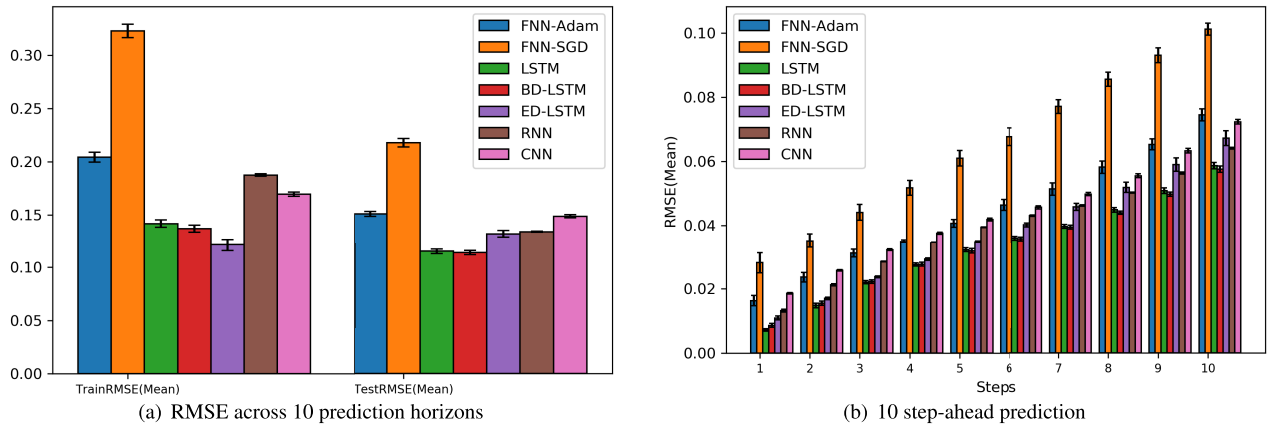 0.30
0.25
0.20
0.15
0.10
0.05
0.00
FNN-Adam
FNN-SGD
LSTM
BD-LSTM
ED-LSTM
RNN
CNN
TrainRMSE(Mean)
TestRMSE(Mean)
(a) RMSE across 10 prediction horizons
RMSE(Mean)
0.10
0.08
0.06
0.04
0.02
0.00
FNN-Adam
FNN-SGD
LSTM
BD-LSTM
ED-LSTM
RNN
CNN
1 2 3 4 5 6 7 8 9 10
Steps
(b) 10 step-ahead prediction